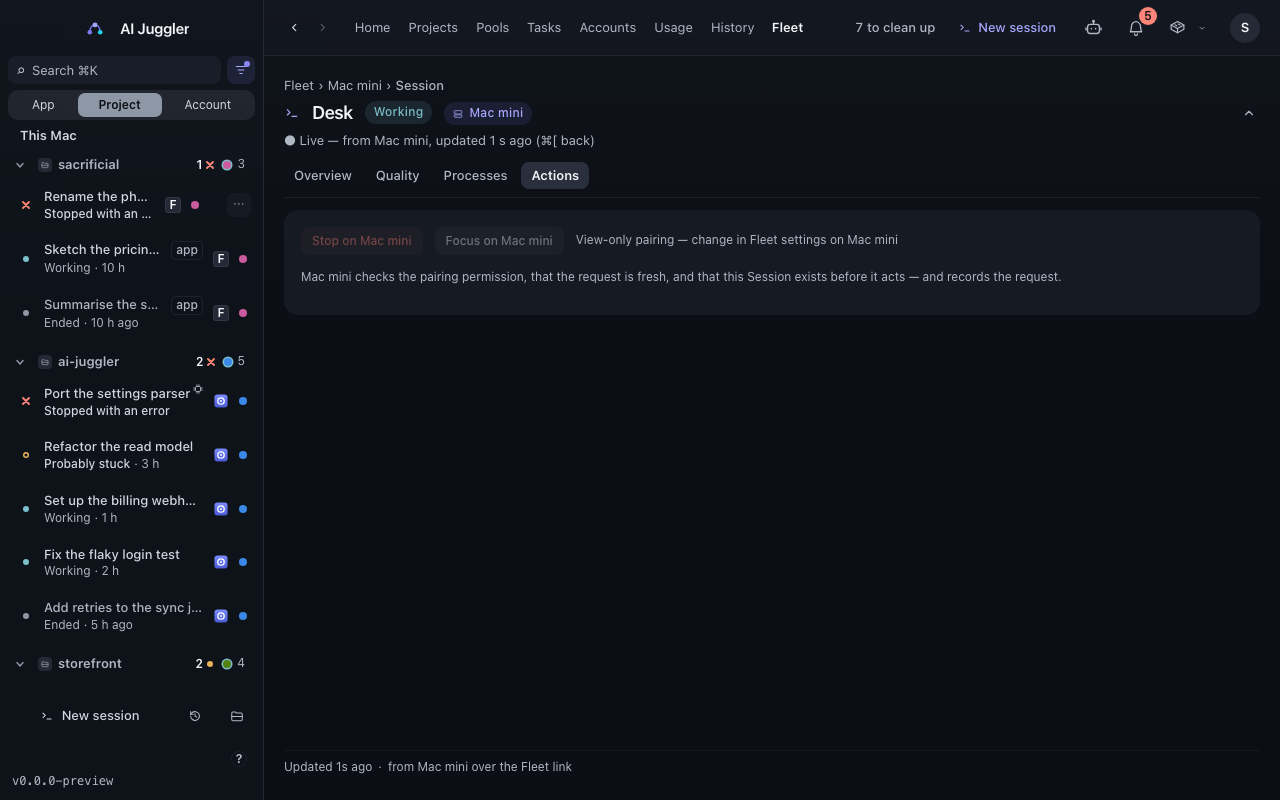 AI Juggler
Search ⌘K
App Project Account
This Mac
sacrificial 1 3
Rename the ph... F
Stopped with an ...
Sketch the pricin... app F
Working · 10 h
Summarise the s... app F
Ended · 10 h ago
ai-juggler 2 5
Port the settings parser
Stopped with an error
Refactor the read model
Probably stuck · 3 h
Set up the billing webh...
Working · 1 h
Fix the flaky login test
Working · 2 h
Add retries to the sync j...
Ended · 5 h ago
storefront 2 4
New session
?
v0.0.0-preview
Home Projects Pools Tasks Accounts Usage History Fleet 7 to clean up New session 5 S
Fleet › Mac mini › Session
Desk Working Mac mini
Live — from Mac mini, updated 1 s ago (⌘[ back)
Overview Quality Processes Actions
Stop on Mac mini Focus on Mac mini View-only pairing — change in Fleet settings on Mac mini
Mac mini checks the pairing permission, that the request is fresh, and that this Session exists before it acts — and records the request.
Updated 1s ago · from Mac mini over the Fleet link